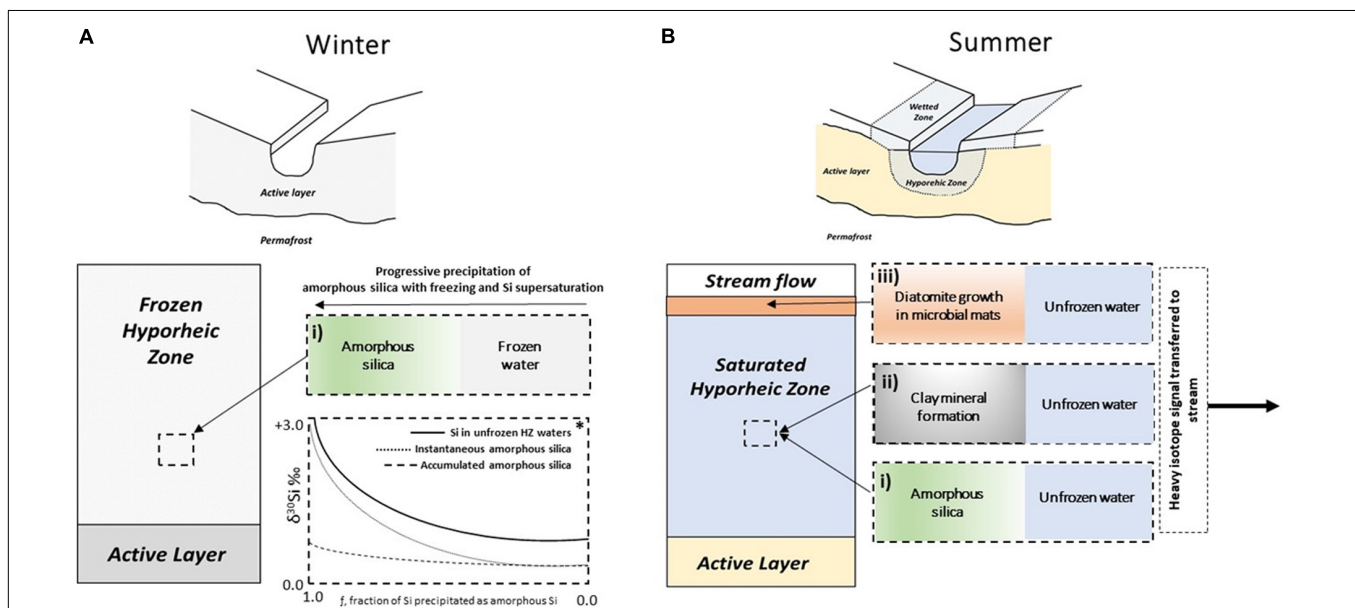 A
Winter
Active layer
Permafrost
Frozen
Hyporheic
Zone
Active Layer
Progressive precipitation of
amorphous silica with freezing and Si supersaturation
i)
Amorphous
silica
Frozen
water
+3.0
Si in unfrozen HZ waters
*
Instantaneous amorphous silica
Accumulated amorphous silica
δ³⁰Si ‰
0.0
1.0
ƒ, fraction of Si precipitated as amorphous Si
0.0
B
Summer
Wetted
Zone
Active layer
Hyporehic Zone
Permafrost
Stream flow
Saturated
Hyporheic Zone
Active Layer
iii)
Diatomite growth
in microbial mats
Unfrozen water
ii)
Clay mineral
formation
Unfrozen water
i)
Amorphous
silica
Unfrozen water
Heavy isotope signal transferred to
stream